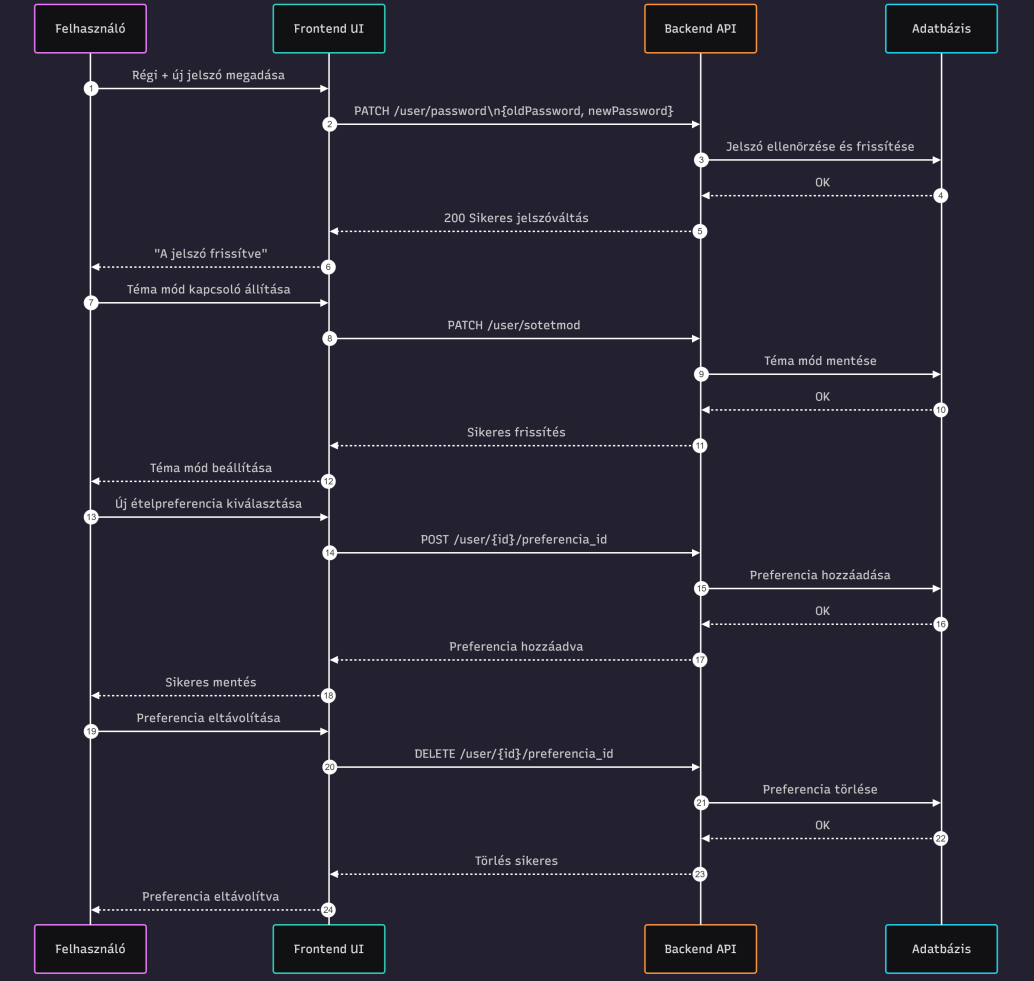 Felhasználó
Frontend UI
Backend API
Adatbázis
Régi + új jelszó megadása
1
PATCH /user/password\n{oldPassword, newPassword}
2
Jelszó ellenőrzése és frissítése
3
OK
4
200 Sikeres jelszóváltás
5
"A jelszó frissítve"
6
Téma mód kapcsoló állítása
7
PATCH /user/sotetmod
8
Téma mód mentése
9
OK
10
Sikeres frissítés
11
Téma mód beállítása
12
Új ételpreferencia kiválasztása
13
POST /user/{id}/preferencia_id
14
Preferencia hozzáadása
15
OK
16
Preferencia hozzáadva
17
Sikeres mentés
18
Preferencia eltávolítása
19
DELETE /user/{id}/preferencia_id
20
Preferencia törlése
21
OK
22
Törlés sikeres
23
Preferencia eltávolítva
24
Felhasználó
Frontend UI
Backend API
Adatbázis